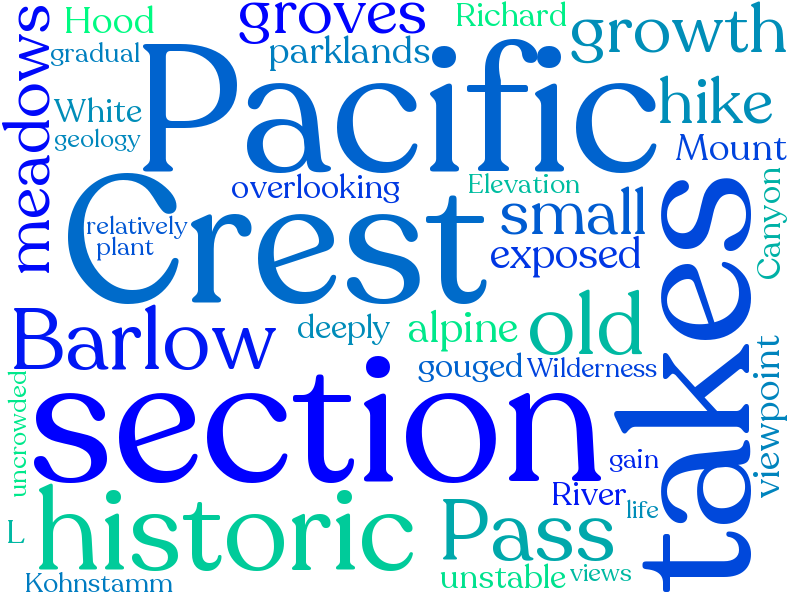 meadows
Hood
groves
Richard
growth
gradual
parklands
Pacific
White
geology
hike
Mount
Crest
overlooking
Elevation
takes
Canyon
relatively
plant
small
exposed
Barlow
deeply
alpine
old
gouged
Wilderness
viewpoint
uncrowded
section
gain
River
life
L
historic
Pass
Kohnstamm
unstable
views